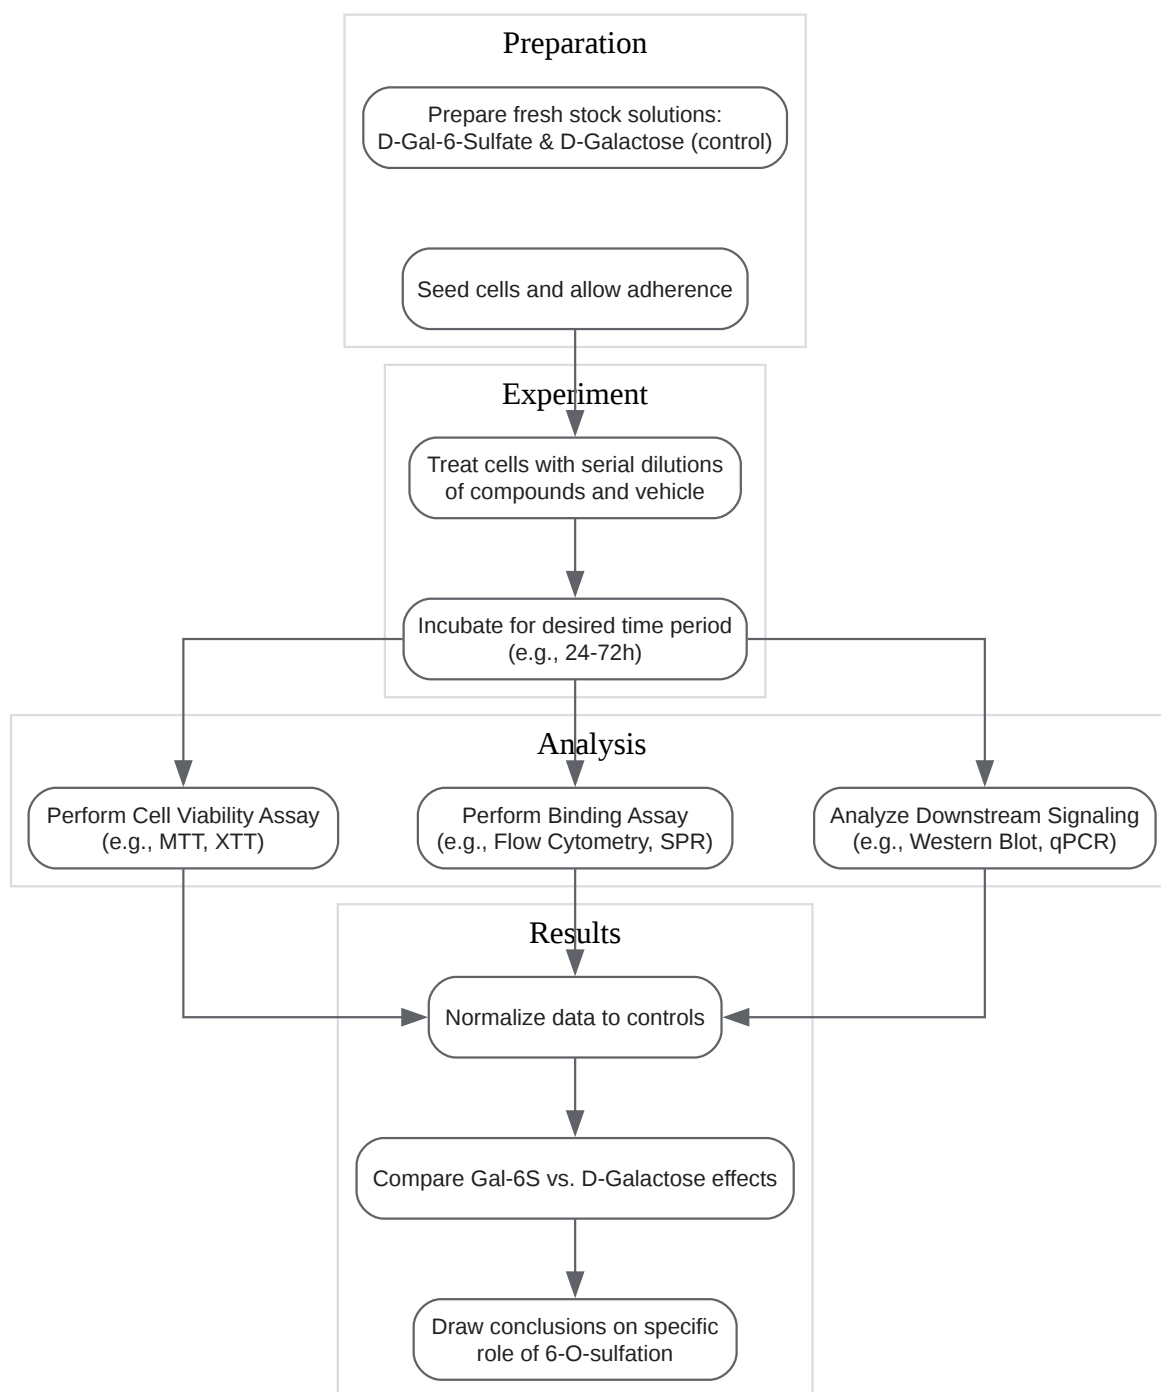 Preparation
Prepare fresh stock solutions:
D-Gal-6-Sulfate & D-Galactose (control)
Seed cells and allow adherence
Experiment
Treat cells with serial dilutions
of compounds and vehicle
Incubate for desired time period
(e.g., 24-72h)
Analysis
Perform Cell Viability Assay
(e.g., MTT, XTT)
Perform Binding Assay
(e.g., Flow Cytometry, SPR)
Analyze Downstream Signaling
(e.g., Western Blot, qPCR)
Results
Normalize data to controls
Compare Gal-6S vs. D-Galactose effects
Draw conclusions on specific
role of 6-O-sulfation